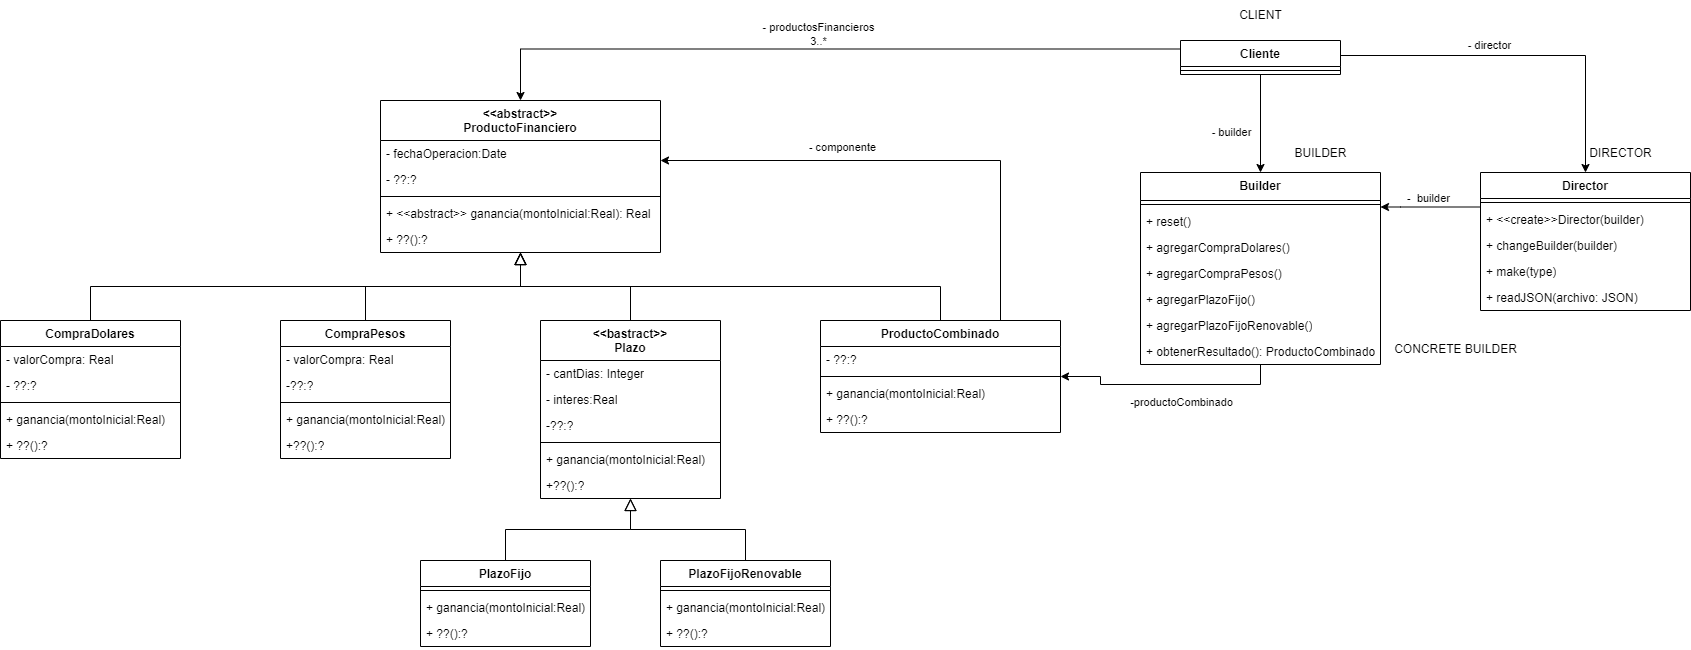 CLIENT
- productosFinancieros
3..*
Cliente
- director
<<abstract>>
ProductoFinanciero
- fechaOperacion:Date
- ??:?
+ <<abstract>> ganancia(montoInicial:Real): Real
+ ??():?
- componente
- builder
BUILDER
DIRECTOR
Builder
+ reset()
+ agregarCompraDolares()
+ agregarCompraPesos()
+ agregarPlazoFijo()
+ agregarPlazoFijoRenovable()
+ obtenerResultado(): ProductoCombinado
- builder
Director
+ <<create>>Director(builder)
+ changeBuilder(builder)
+ make(type)
+ readJSON(archivo: JSON)
CONCRETE BUILDER
-productoCombinado
CompraDolares
- valorCompra: Real
- ??:?
+ ganancia(montoInicial:Real)
+ ??():?
CompraPesos
- valorCompra: Real
-??:?
+ ganancia(montoInicial:Real)
+??():?
<<bastract>>
Plazo
- cantDias: Integer
- interes:Real
-??:?
+ ganancia(montoInicial:Real)
+??():?
ProductoCombinado
- ??:?
+ ganancia(montoInicial:Real)
+ ??():?
PlazoFijo
+ ganancia(montoInicial:Real)
+ ??():?
PlazoFijoRenovable
+ ganancia(montoInicial:Real)
+ ??():?